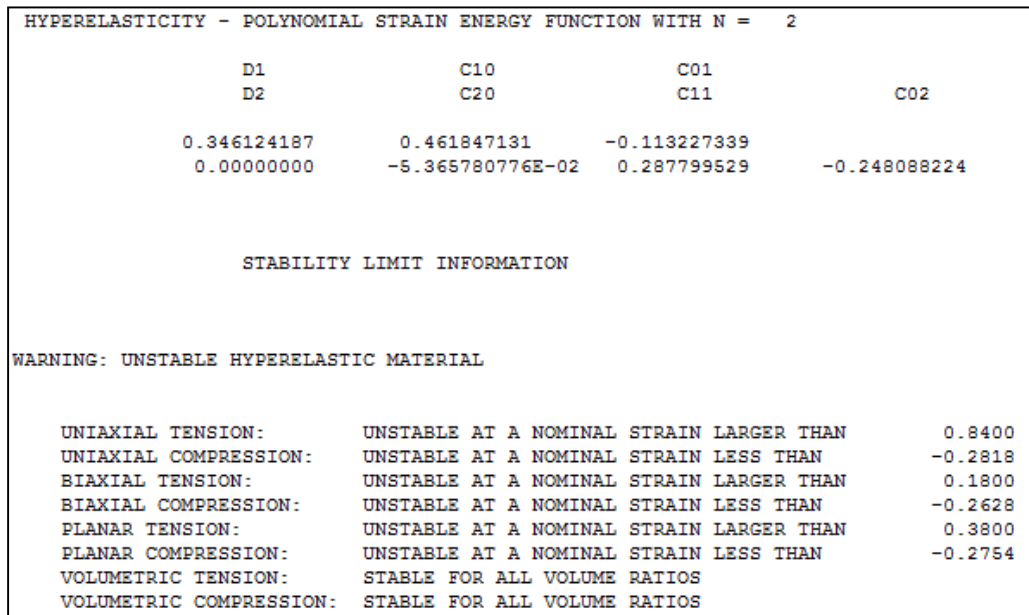 HYPERELASTICITY - POLYNOMIAL STRAIN ENERGY FUNCTION WITH N = 2
D1 C10 C01
D2 C20 C11 C02
0.346124187 0.461847131 -0.113227339
0.00000000 -5.365780776E-02 0.287799529 -0.248088224
STABILITY LIMIT INFORMATION
WARNING: UNSTABLE HYPERELASTIC MATERIAL
UNIAXIAL TENSION: UNSTABLE AT A NOMINAL STRAIN LARGER THAN 0.8400
UNIAXIAL COMPRESSION: UNSTABLE AT A NOMINAL STRAIN LESS THAN -0.2818
BIAXIAL TENSION: UNSTABLE AT A NOMINAL STRAIN LARGER THAN 0.1800
BIAXIAL COMPRESSION: UNSTABLE AT A NOMINAL STRAIN LESS THAN -0.2628
PLANAR TENSION: UNSTABLE AT A NOMINAL STRAIN LARGER THAN 0.3800
PLANAR COMPRESSION: UNSTABLE AT A NOMINAL STRAIN LESS THAN -0.2754
VOLUMETRIC TENSION: STABLE FOR ALL VOLUME RATIOS
VOLUMETRIC COMPRESSION: STABLE FOR ALL VOLUME RATIOS